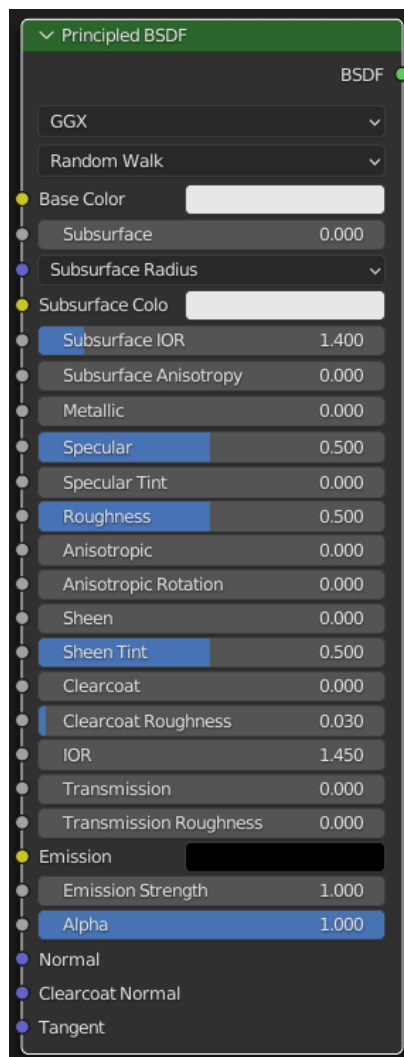 Principled BSDF
BSDF
GGX
Random Walk
Base Color
Subsurface 0.000
Subsurface Radius
Subsurface Colo
Subsurface IOR 1.400
Subsurface Anisotropy 0.000
Metallic 0.000
Specular 0.500
Specular Tint 0.000
Roughness 0.500
Anisotropic 0.000
Anisotropic Rotation 0.000
Sheen 0.000
Sheen Tint 0.500
Clearcoat 0.000
Clearcoat Roughness 0.030
IOR 1.450
Transmission 0.000
Transmission Roughness 0.000
Emission
Emission Strength 1.000
Alpha 1.000
Normal
Clearcoat Normal
Tangent